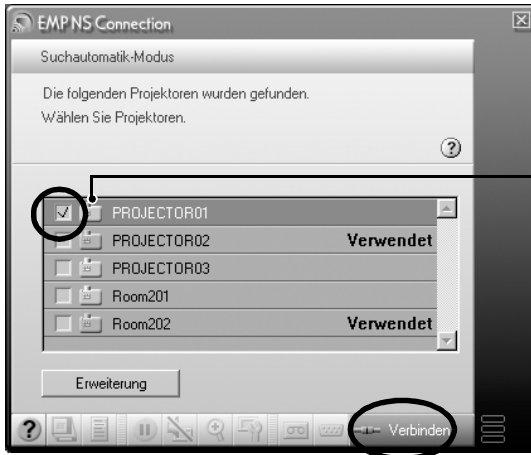 EMP NS Connection
Suchautomatik-Modus
Die folgenden Projektoren wurden gefunden.
Wählen Sie Projektoren.
PROJECTOR01
PROJECTOR02 Verwendet
PROJECTOR03
Room201
Room202 Verwendet
Erweiterung
Verbinden